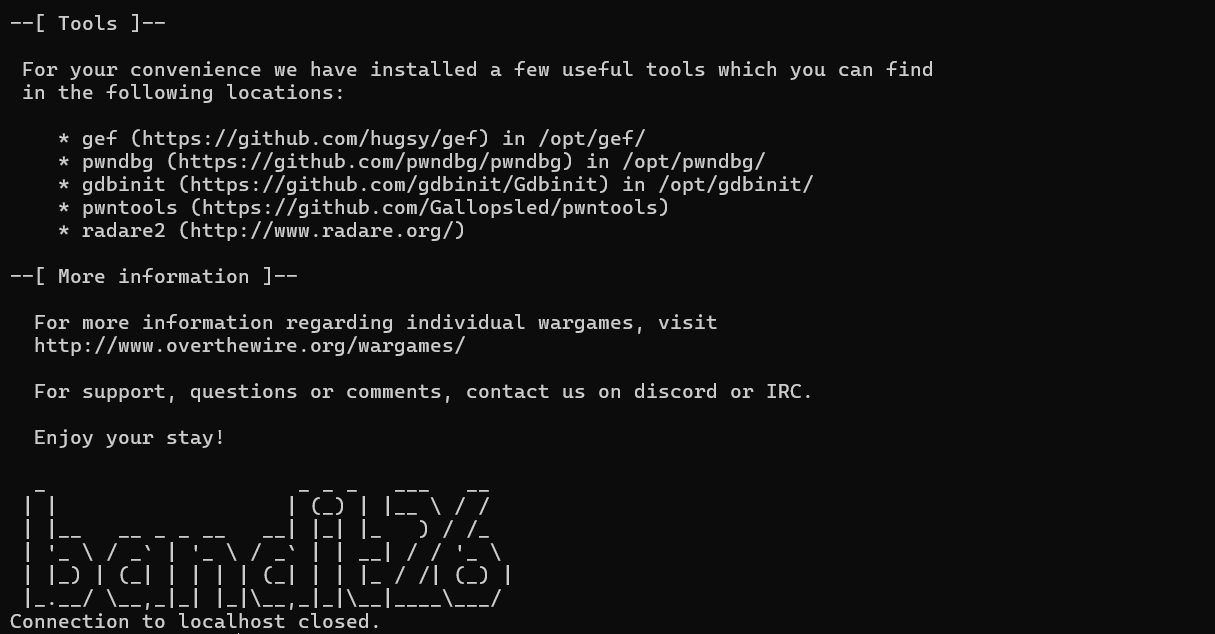 --[ Tools ]--

 For your convenience we have installed a few useful tools which you can find
 in the following locations:

    * gef (https://github.com/hugsy/gef) in /opt/gef/
    * pwndbg (https://github.com/pwndbg/pwndbg) in /opt/pwndbg/
    * gdbinit (https://github.com/gdbinit/Gdbinit) in /opt/gdbinit/
    * pwntools (https://github.com/Gallopsled/pwntools)
    * radare2 (http://www.radare.org/)

--[ More information ]--

  For more information regarding individual wargames, visit
  http://www.overthewire.org/wargames/

  For support, questions or comments, contact us on discord or IRC.

  Enjoy your stay!

  _                     _ _ _   ___   __
 | |                   | (_) | |__ \ / /
 | |__   __ _ _ __   __| |_| |_   ) / /_
 | '_ \ / _` | '_ \ / _` | | __| / / '_ \
 | |_) | (_| | | | | (_| | | |_ / /| (_) |
 |_.__/ \__,_|_| |_|\__,_|_|\__|____\___/
Connection to localhost closed.